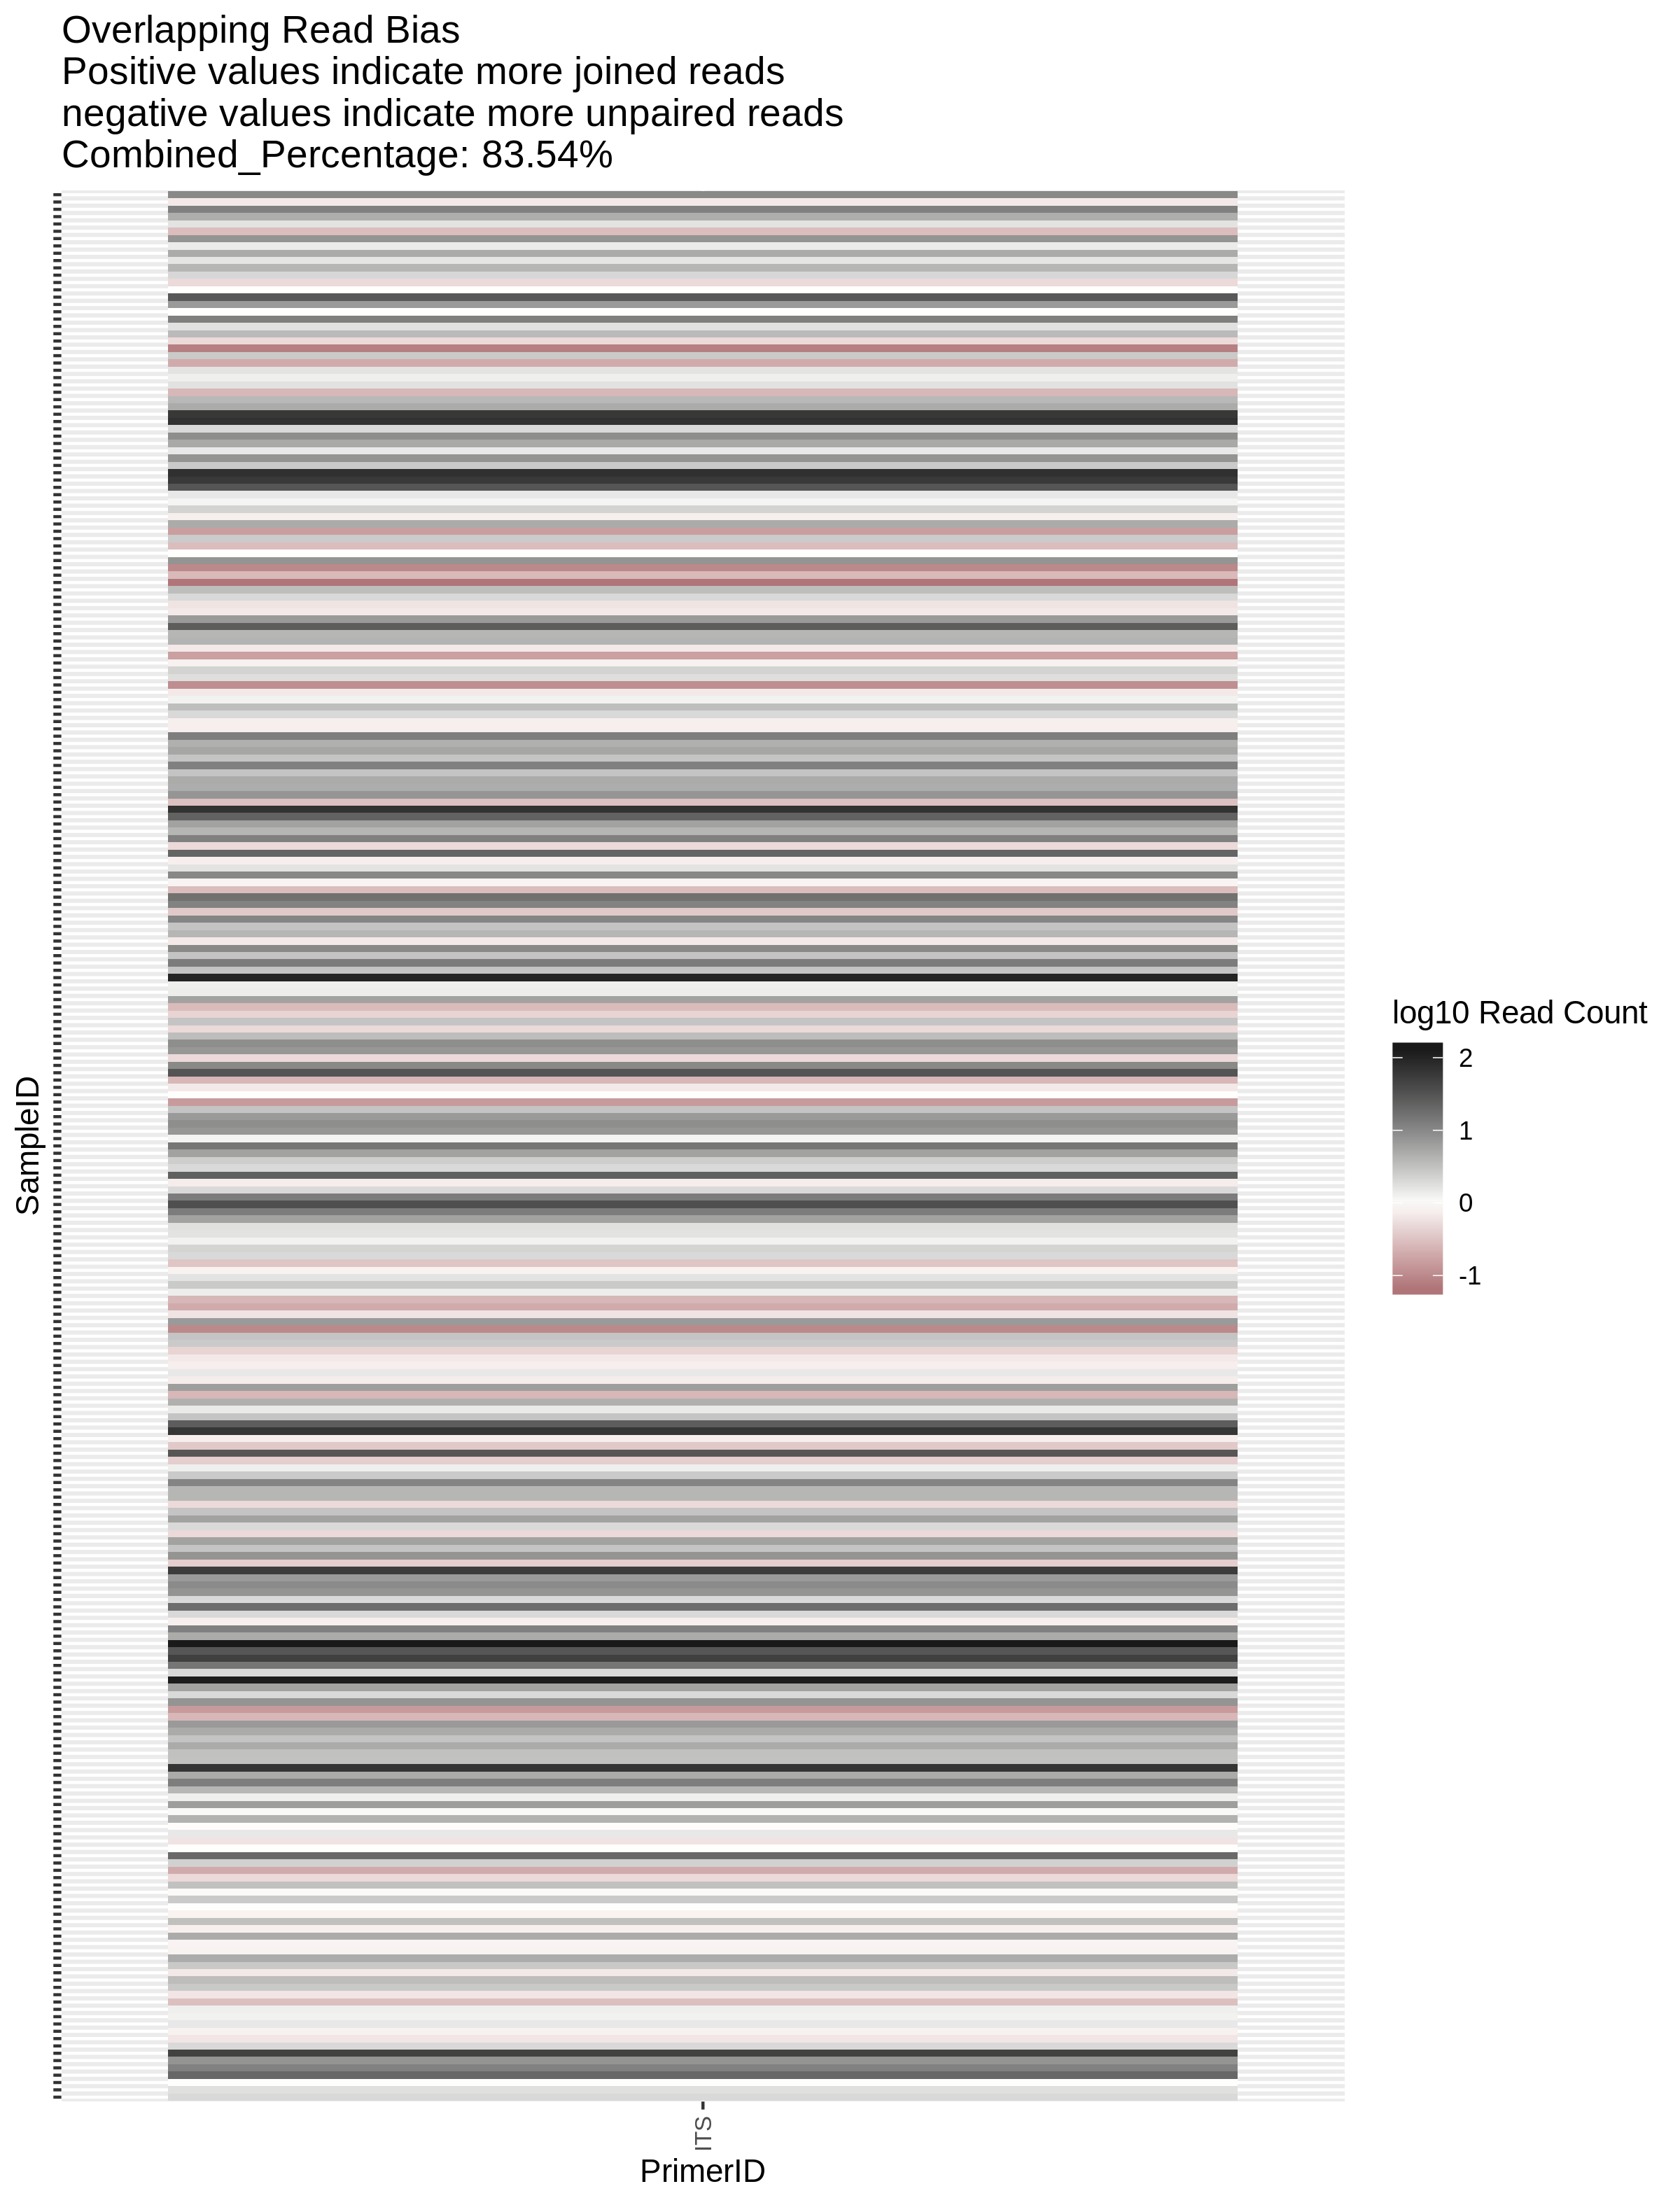 Overlapping Read Bias
Positive values indicate more joined reads
negative values indicate more unpaired reads
Combined_Percentage: 83.54%
SampleID
log10 Read Count
2
1
0
-1
ITS
PrimerID